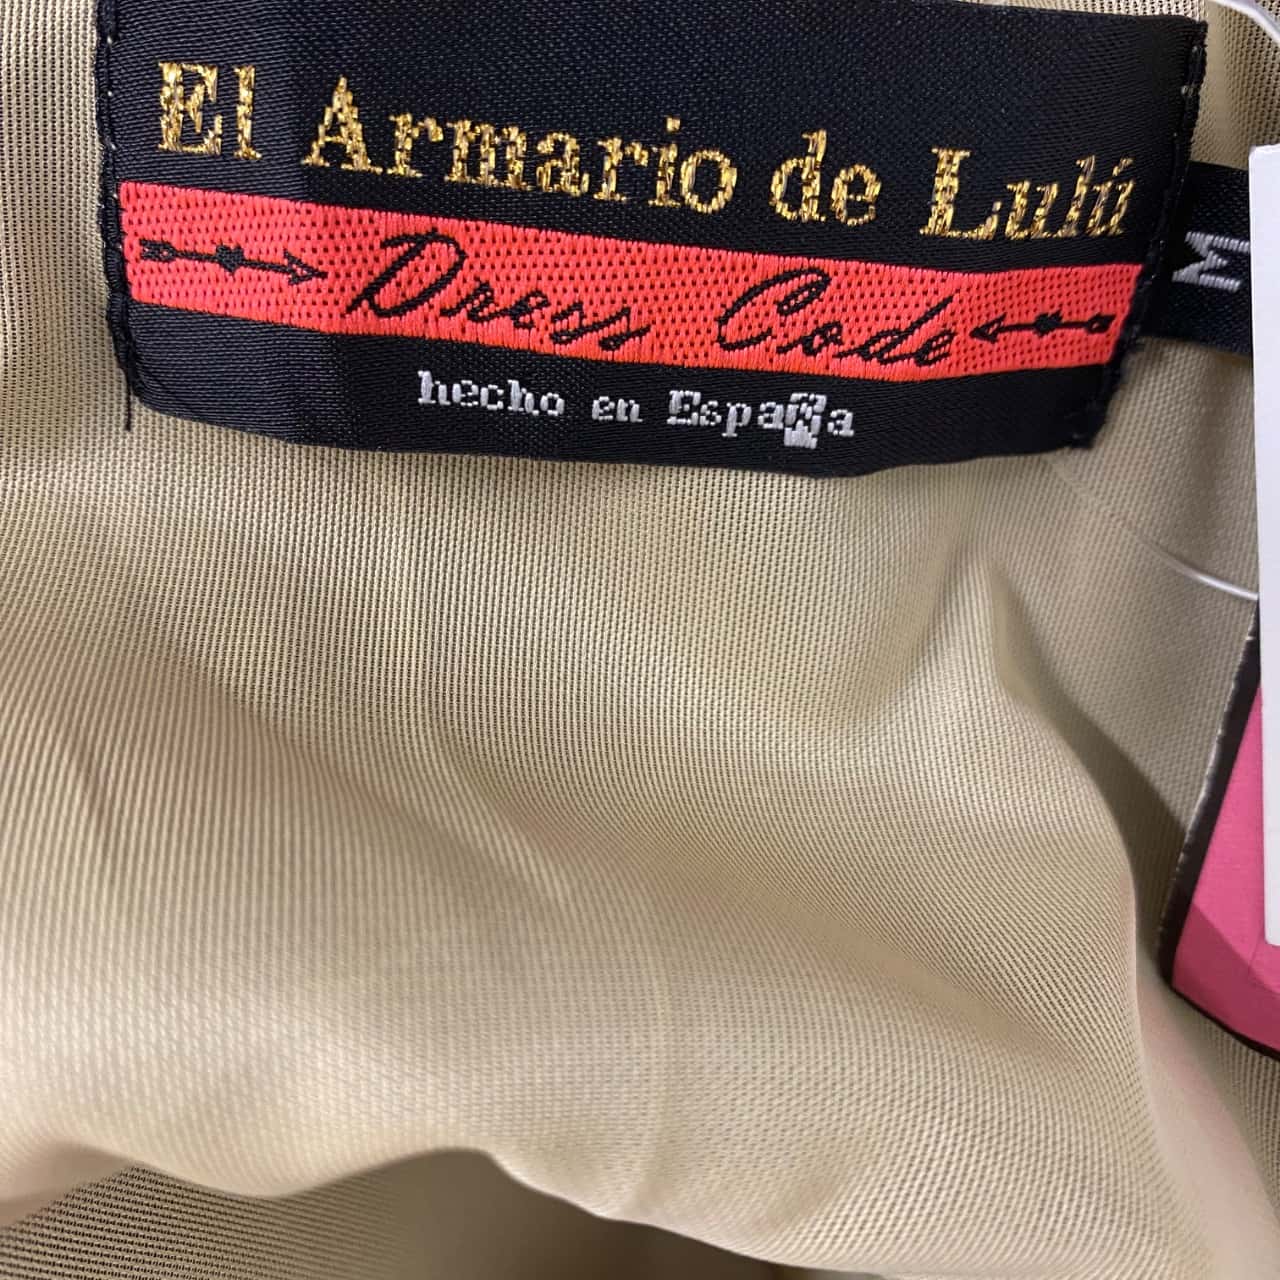 El Armario de Lulú
Dress Code
hecho en España
M